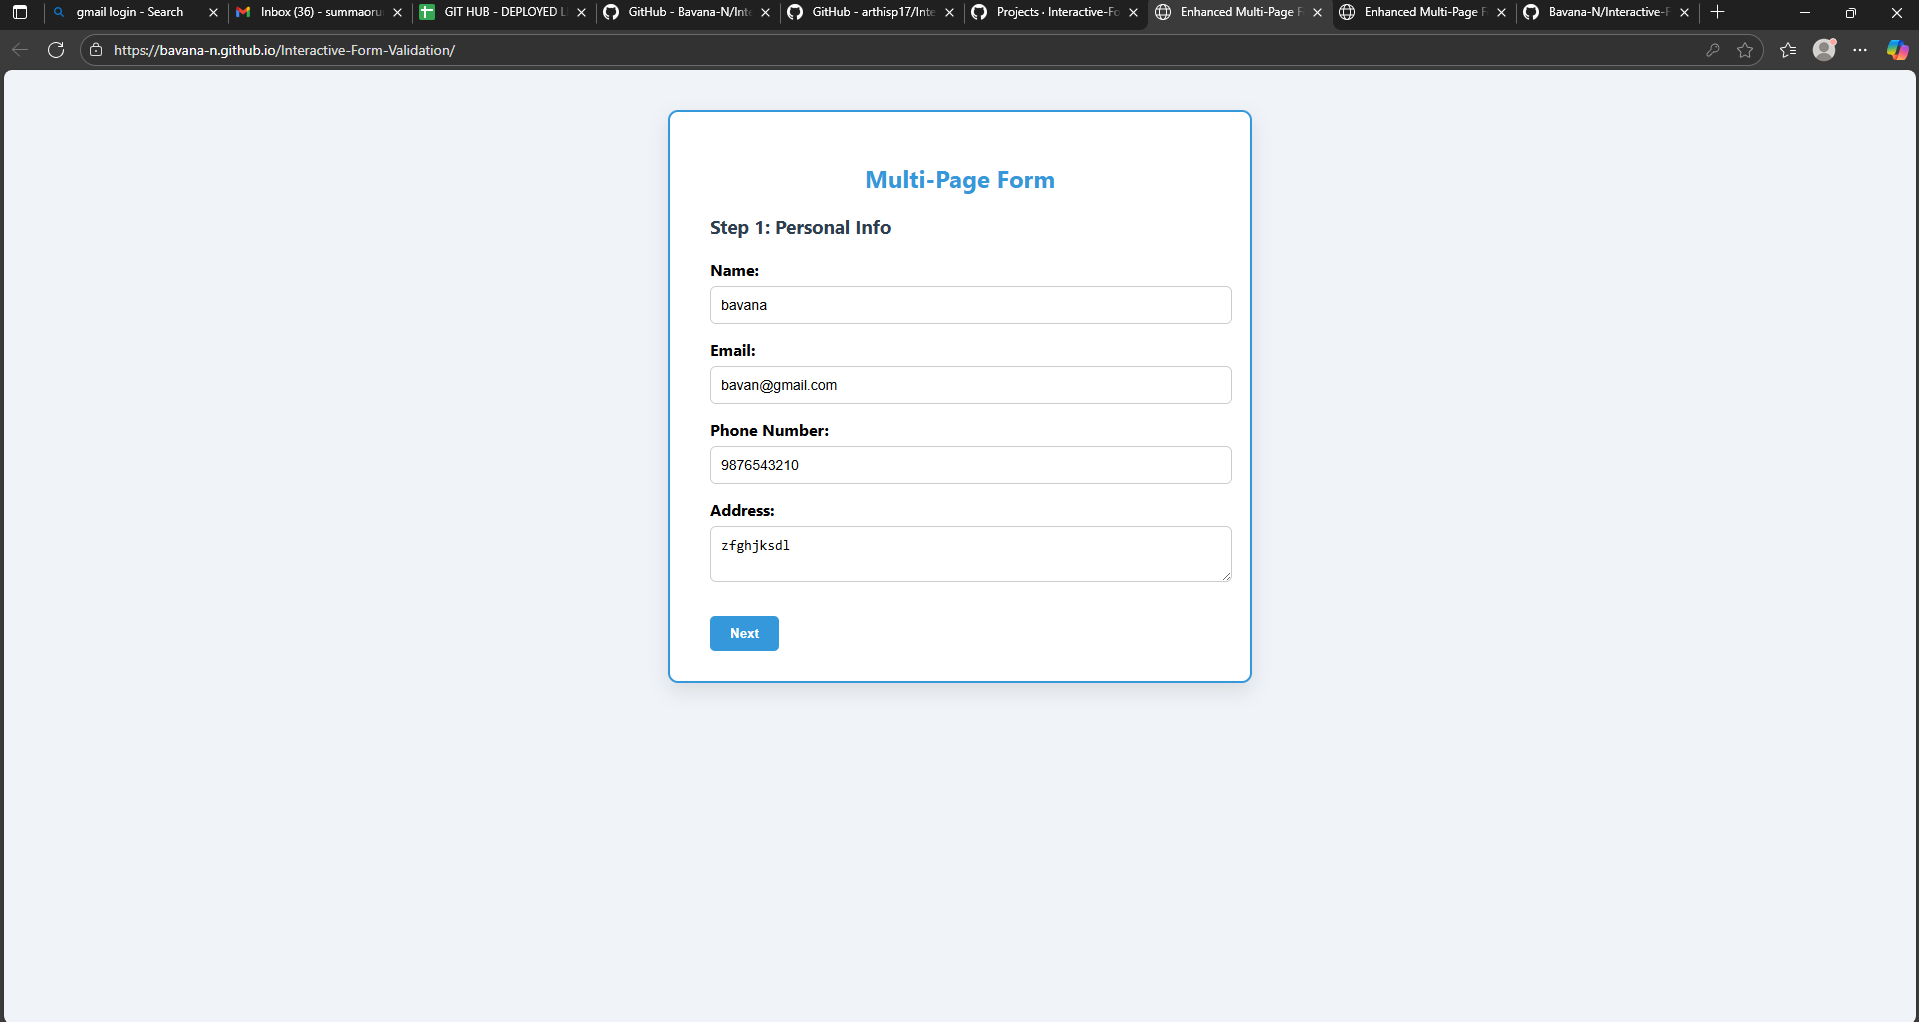 gmail login - Search
Inbox (36) - summaoru
GIT HUB - DEPLOYED L
GitHub - Bavana-N/Inte
GitHub - arthisp17/Inte
Projects · Interactive-Fo
Enhanced Multi-Page F
Enhanced Multi-Page F
Bavana-N/Interactive-F
https://bavana-n.github.io/Interactive-Form-Validation/
Multi-Page Form
Step 1: Personal Info
Name:
bavana
Email:
bavan@gmail.com
Phone Number:
9876543210
Address:
zfghjksdl
Next